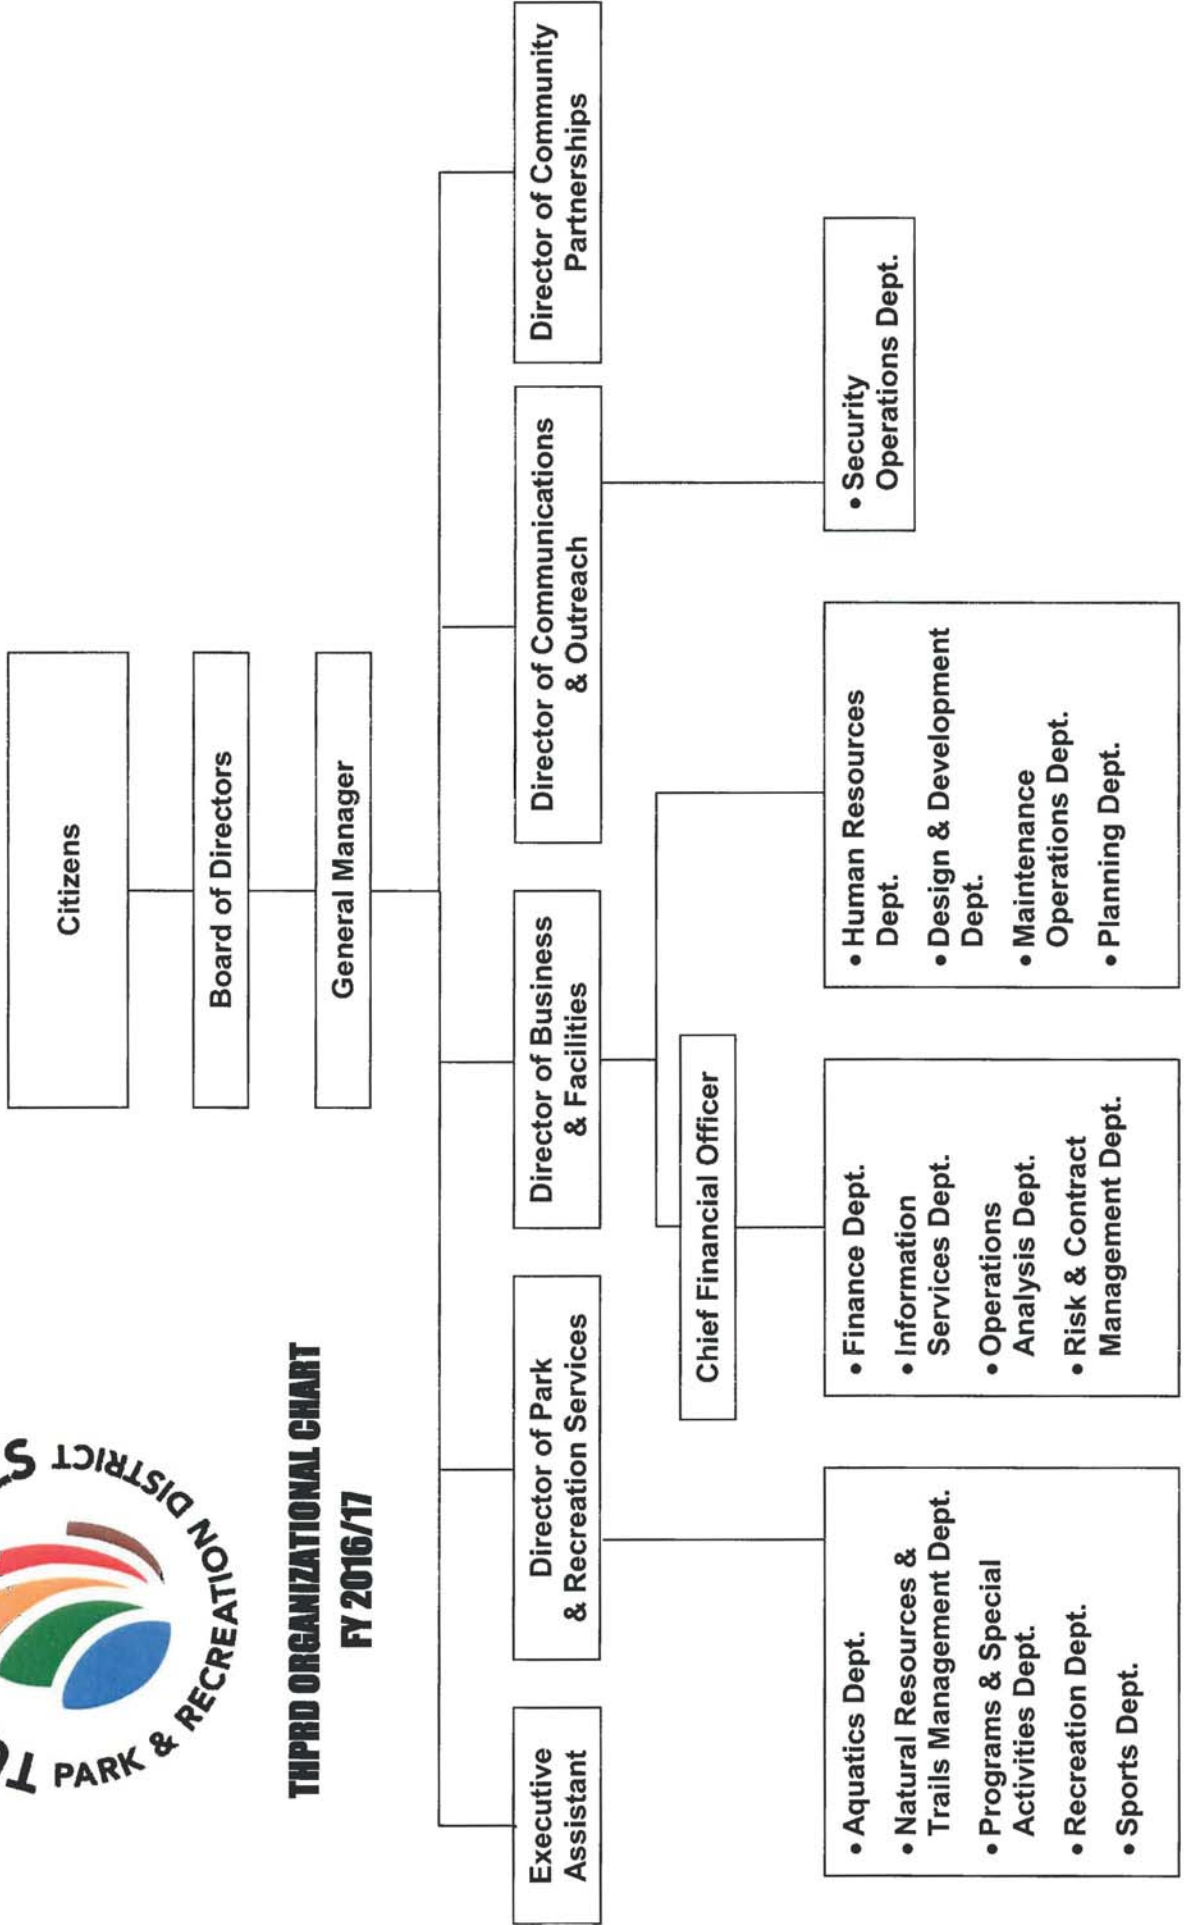 PARK & RECREATION DISTRICT
THPRD ORGANIZATIONAL CHART
FY 2016/17
Citizens
Board of Directors
General Manager
Executive
Assistant
Director of Park
& Recreation Services
Director of Business
& Facilities
Director of Communications
& Outreach
Director of Community
Partnerships
Chief Financial Officer
• Aquatics Dept.
• Natural Resources &
Trails Management Dept.
• Programs & Special
Activities Dept.
• Recreation Dept.
• Sports Dept.
• Finance Dept.
• Information
Services Dept.
• Operations
Analysis Dept.
• Risk & Contract
Management Dept.
• Human Resources
Dept.
• Design & Development
Dept.
• Maintenance
Operations Dept.
• Planning Dept.
• Security
Operations Dept.